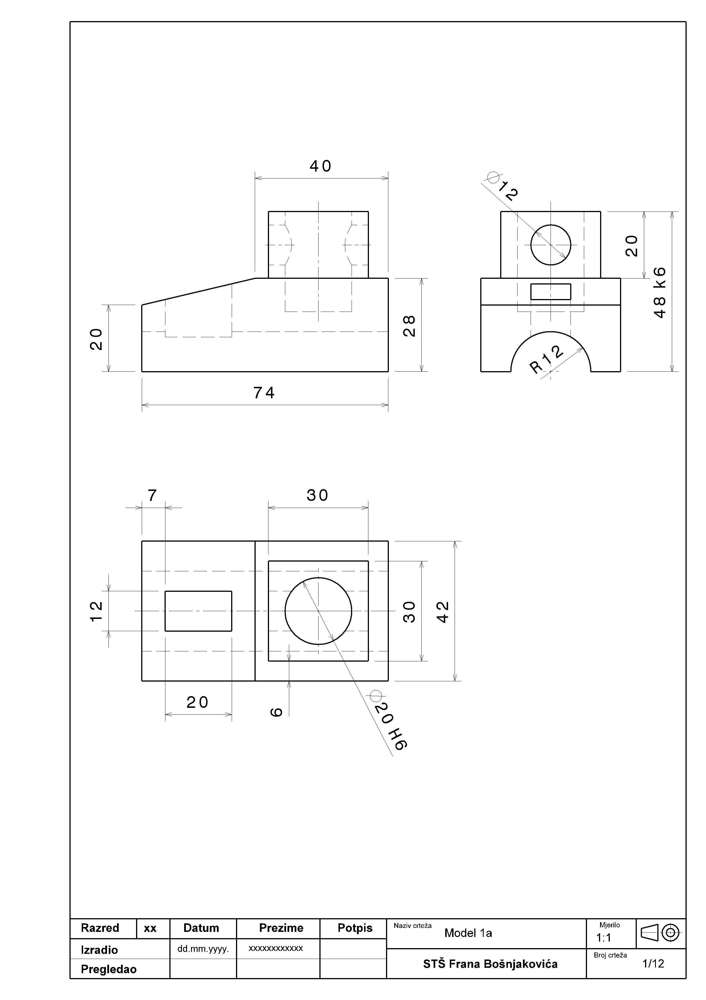 40
⌀12
20
48 k6
20
28
R12
74
7
30
12
30
42
20
6
⌀20 H6
Razred xx Datum Prezime Potpis
Naziv crteža Model 1a
Mjerilo
1:1
Izradio dd.mm.yyyy. xxxxxxxxxxxx
Pregledao
STŠ Frana Bošnjakovića
Broj crteža
1/12